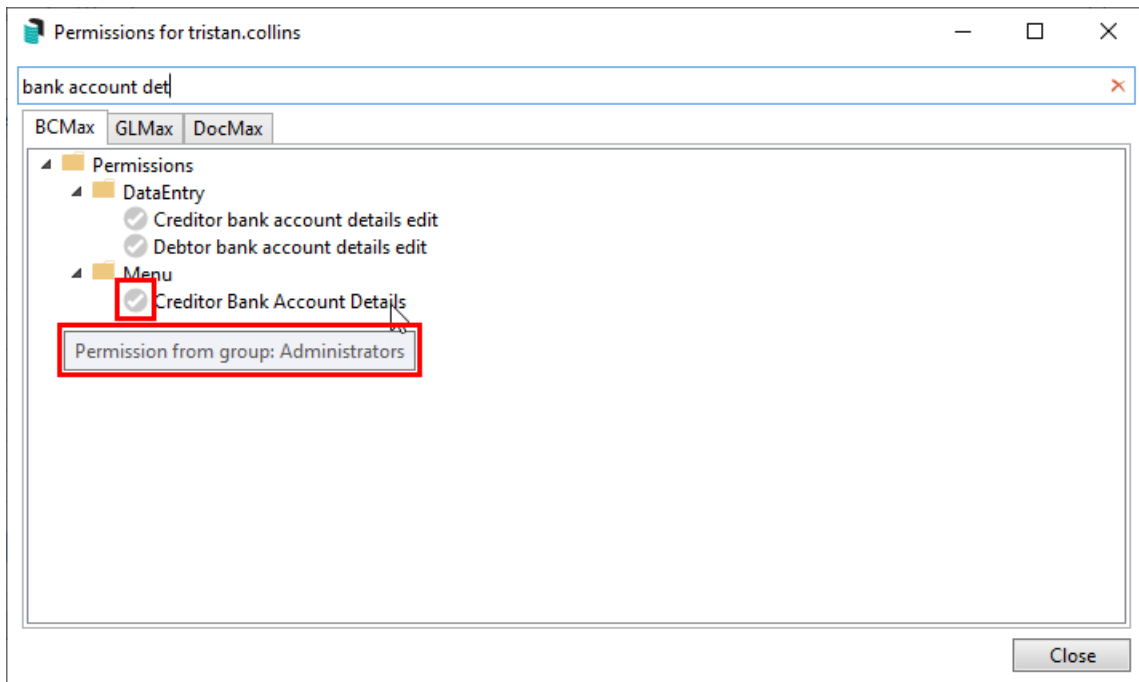 Permissions for tristan.collins
bank account det
BCMax GLMax DocMax
Permissions
DataEntry
Creditor bank account details edit
Debtor bank account details edit
Menu
Creditor Bank Account Details
Permission from group: Administrators
Close